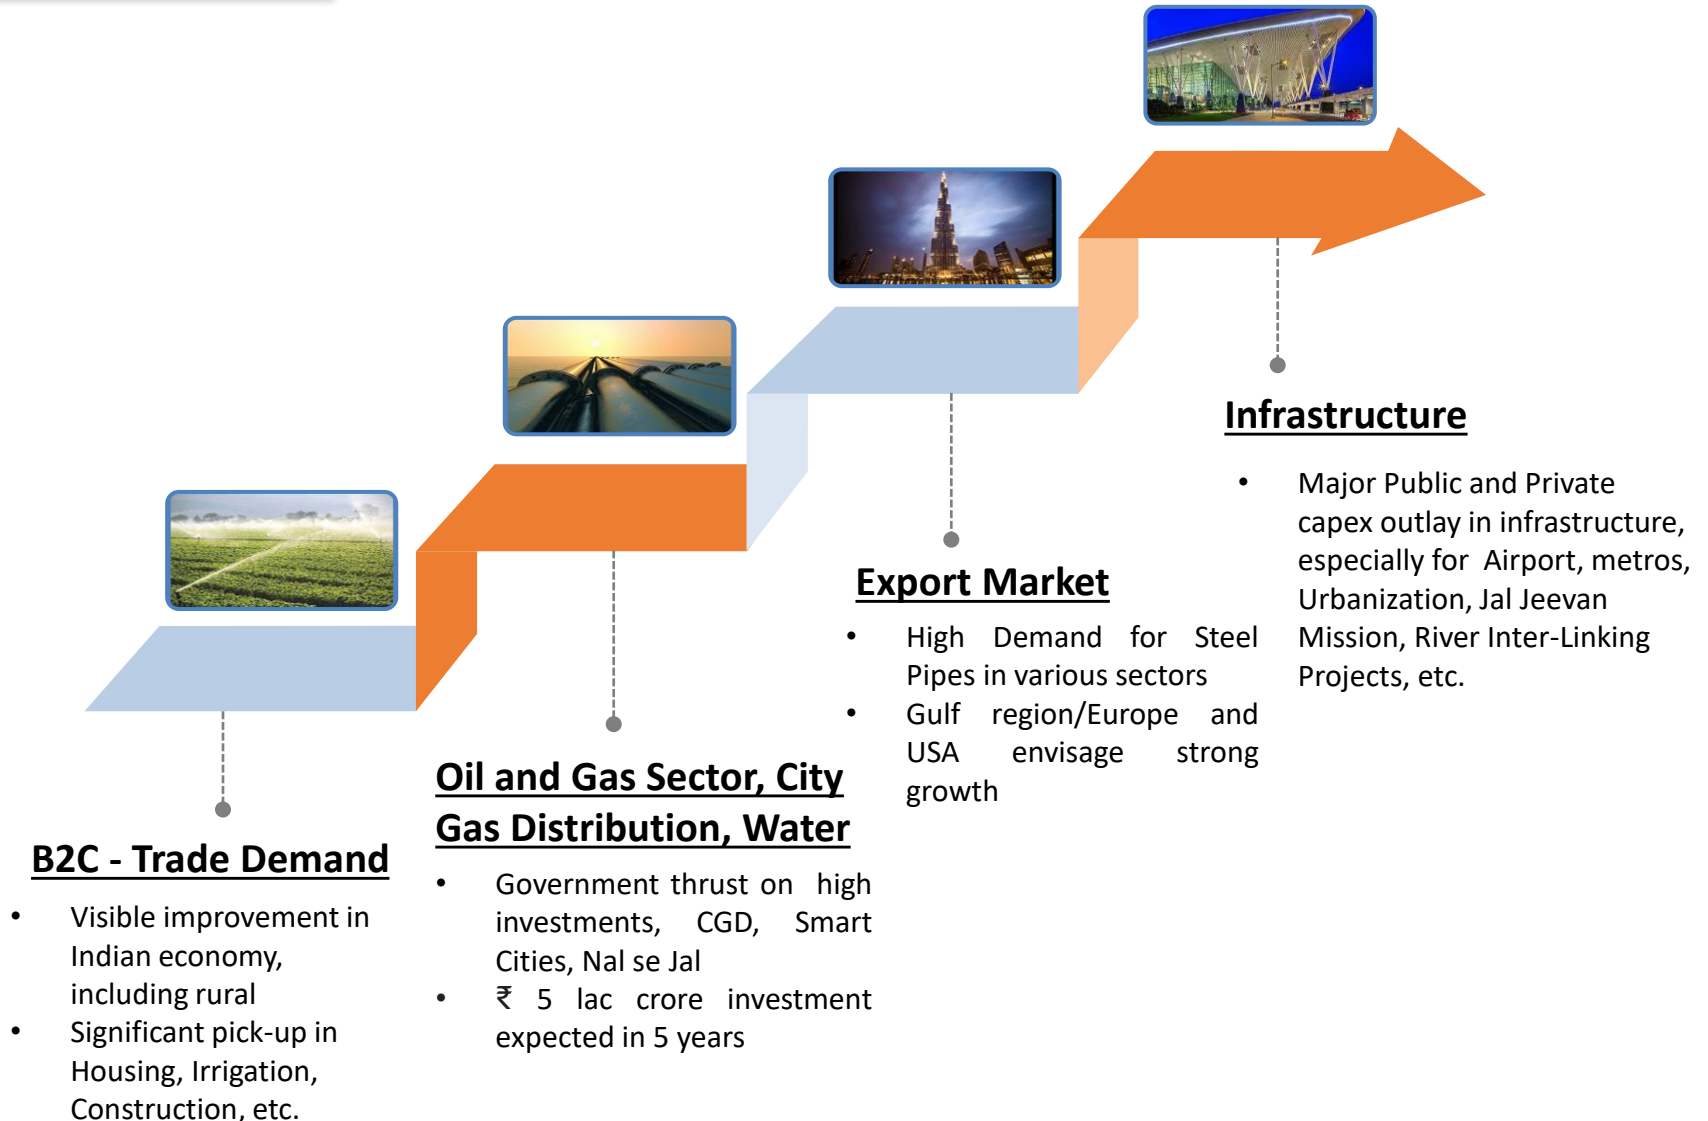 B2C - Trade Demand
• Visible improvement in
Indian economy,
including rural
• Significant pick-up in
Housing, Irrigation,
Construction, etc.
Oil and Gas Sector, City
Gas Distribution, Water
• Government thrust on high
investments, CGD, Smart
Cities, Nal se Jal
• ₹ 5 lac crore investment
expected in 5 years
Export Market
• High Demand for Steel
Pipes in various sectors
• Gulf region/Europe and
USA envisage strong
growth
Infrastructure
• Major Public and Private
capex outlay in infrastructure,
especially for Airport, metros,
Urbanization, Jal Jeevan
Mission, River Inter-Linking
Projects, etc.